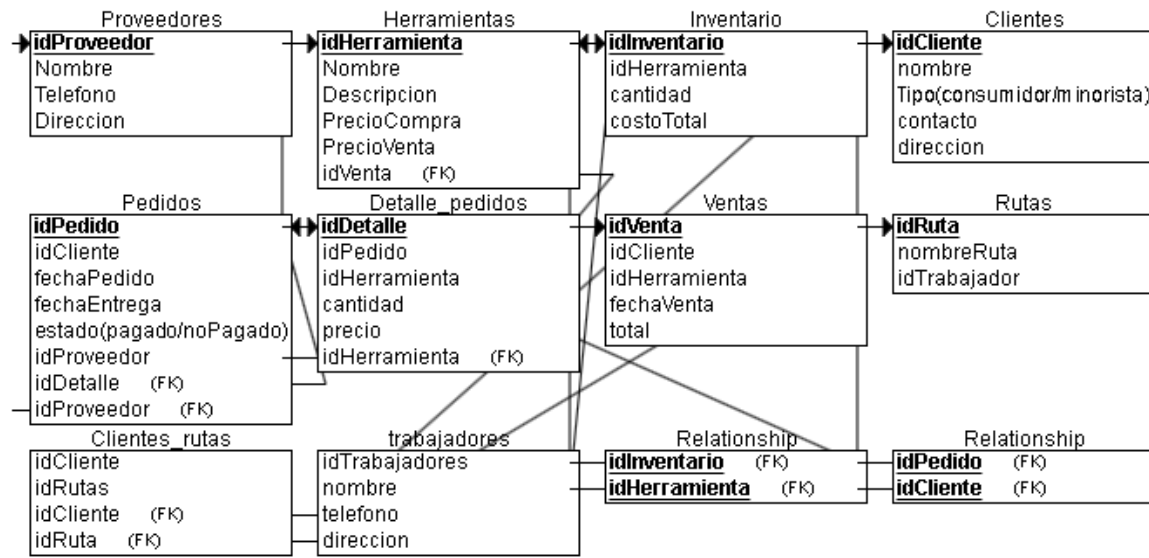 Proveedores
idProveedor
Nombre
Telefono
Direccion
Herramientas
idHerramienta
Nombre
Descripcion
PrecioCompra
PrecioVenta
idVenta (FK)
Inventario
idInventario
idHerramienta
cantidad
costoTotal
Clientes
idCliente
nombre
Tipo(consumidor/minorista)
contacto
direccion
Pedidos
idPedido
idCliente
fechaPedido
fechaEntrega
estado(pagado/noPagado)
idProveedor
idDetalle (FK)
idProveedor (FK)
Detalle_pedidos
idDetalle
idPedido
idHerramienta
cantidad
precio
idHerramienta (FK)
Ventas
idVenta
idCliente
idHerramienta
fechaVenta
total
Rutas
idRuta
nombreRuta
idTrabajador
Clientes_rutas
idCliente
idRutas
idCliente (FK)
idRuta (FK)
trabajadores
idTrabajadores
nombre
telefono
direccion
Relationship
idInventario (FK)
idHerramienta (FK)
Relationship
idPedido (FK)
idCliente (FK)